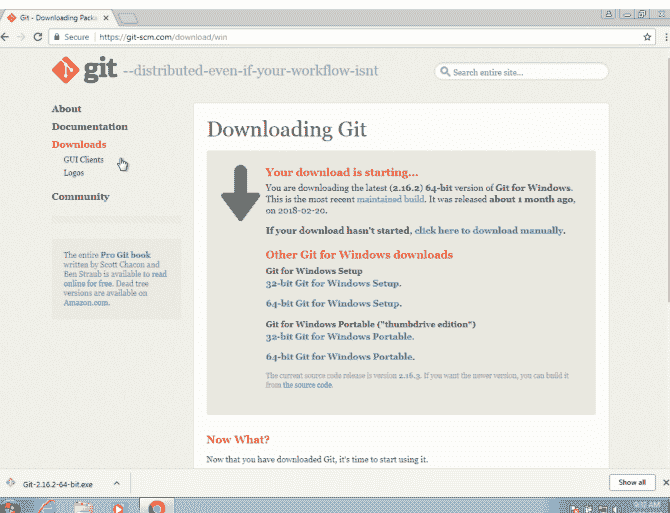 Git - Downloading Packa
Secure
https://git-scm.com/download/win
git --distributed-even-if-your-workflow-isnt
Search entire site...
About
Documentation
Downloads
GUI Clients
Logos
Community
The entire Pro Git book
written by Scott Chacon and
Ben Straub is available to read
online for free. Dead tree
versions are available on
Amazon.com.
Downloading Git
Your download is starting...
You are downloading the latest (2.16.2) 64-bit version of Git for Windows.
This is the most recent maintained build. It was released about 1 month ago,
on 2018-02-20.
If your download hasn't started, click here to download manually.
Other Git for Windows downloads
Git for Windows Setup
32-bit Git for Windows Setup.
64-bit Git for Windows Setup.
Git for Windows Portable ("thumbdrive edition")
32-bit Git for Windows Portable.
64-bit Git for Windows Portable.
The current source code release is version 2.16.3. If you want the newer version, you can build it
from the source code.
Now What?
Now that you have downloaded Git, it's time to start using it.
Git-2.16.2-64-bit.exe
Show all